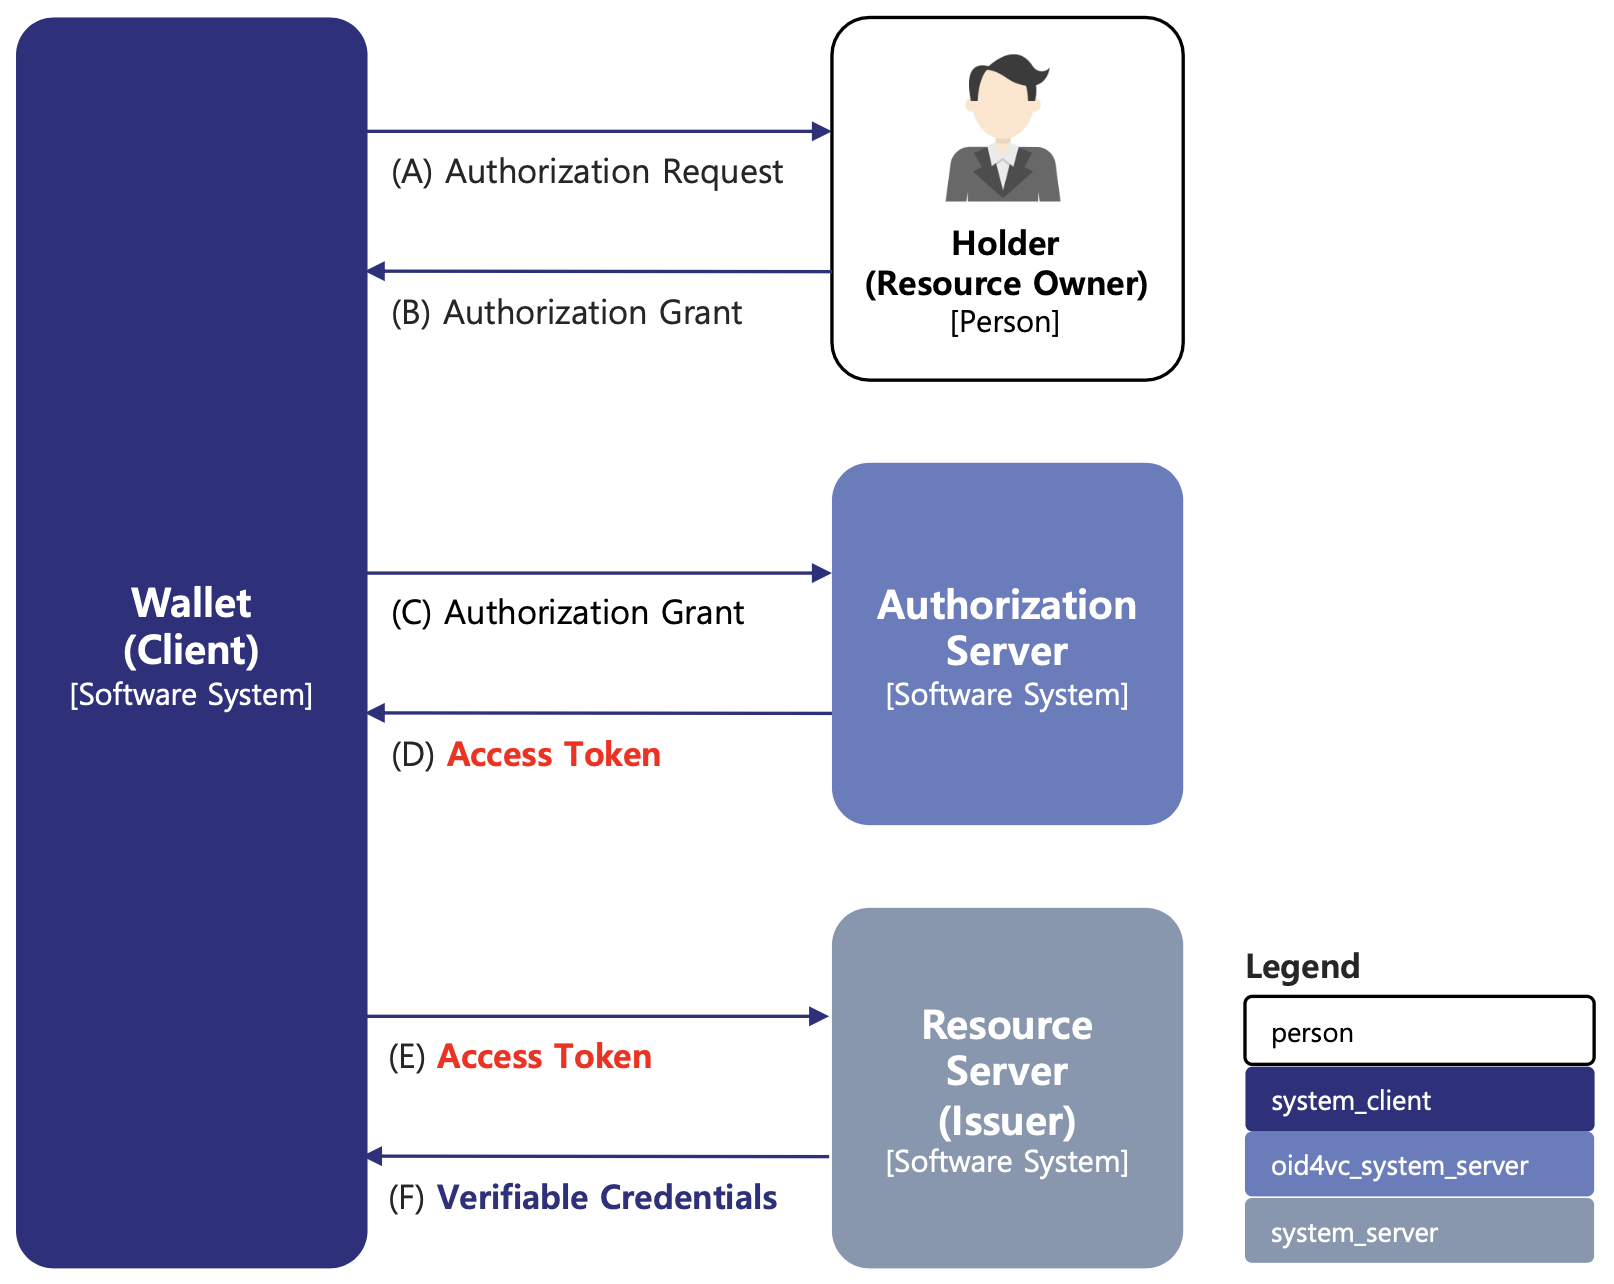 (A) Authorization Request
Holder
(Resource Owner)
[Person]
(B) Authorization Grant
Wallet
(Client)
[Software System]
(C) Authorization Grant
Authorization
Server
[Software System]
(D) Access Token
(E) Access Token
Resource
Server
(Issuer)
[Software System]
(F) Verifiable Credentials
Legend
person
system_client
oid4vc_system_server
system_server